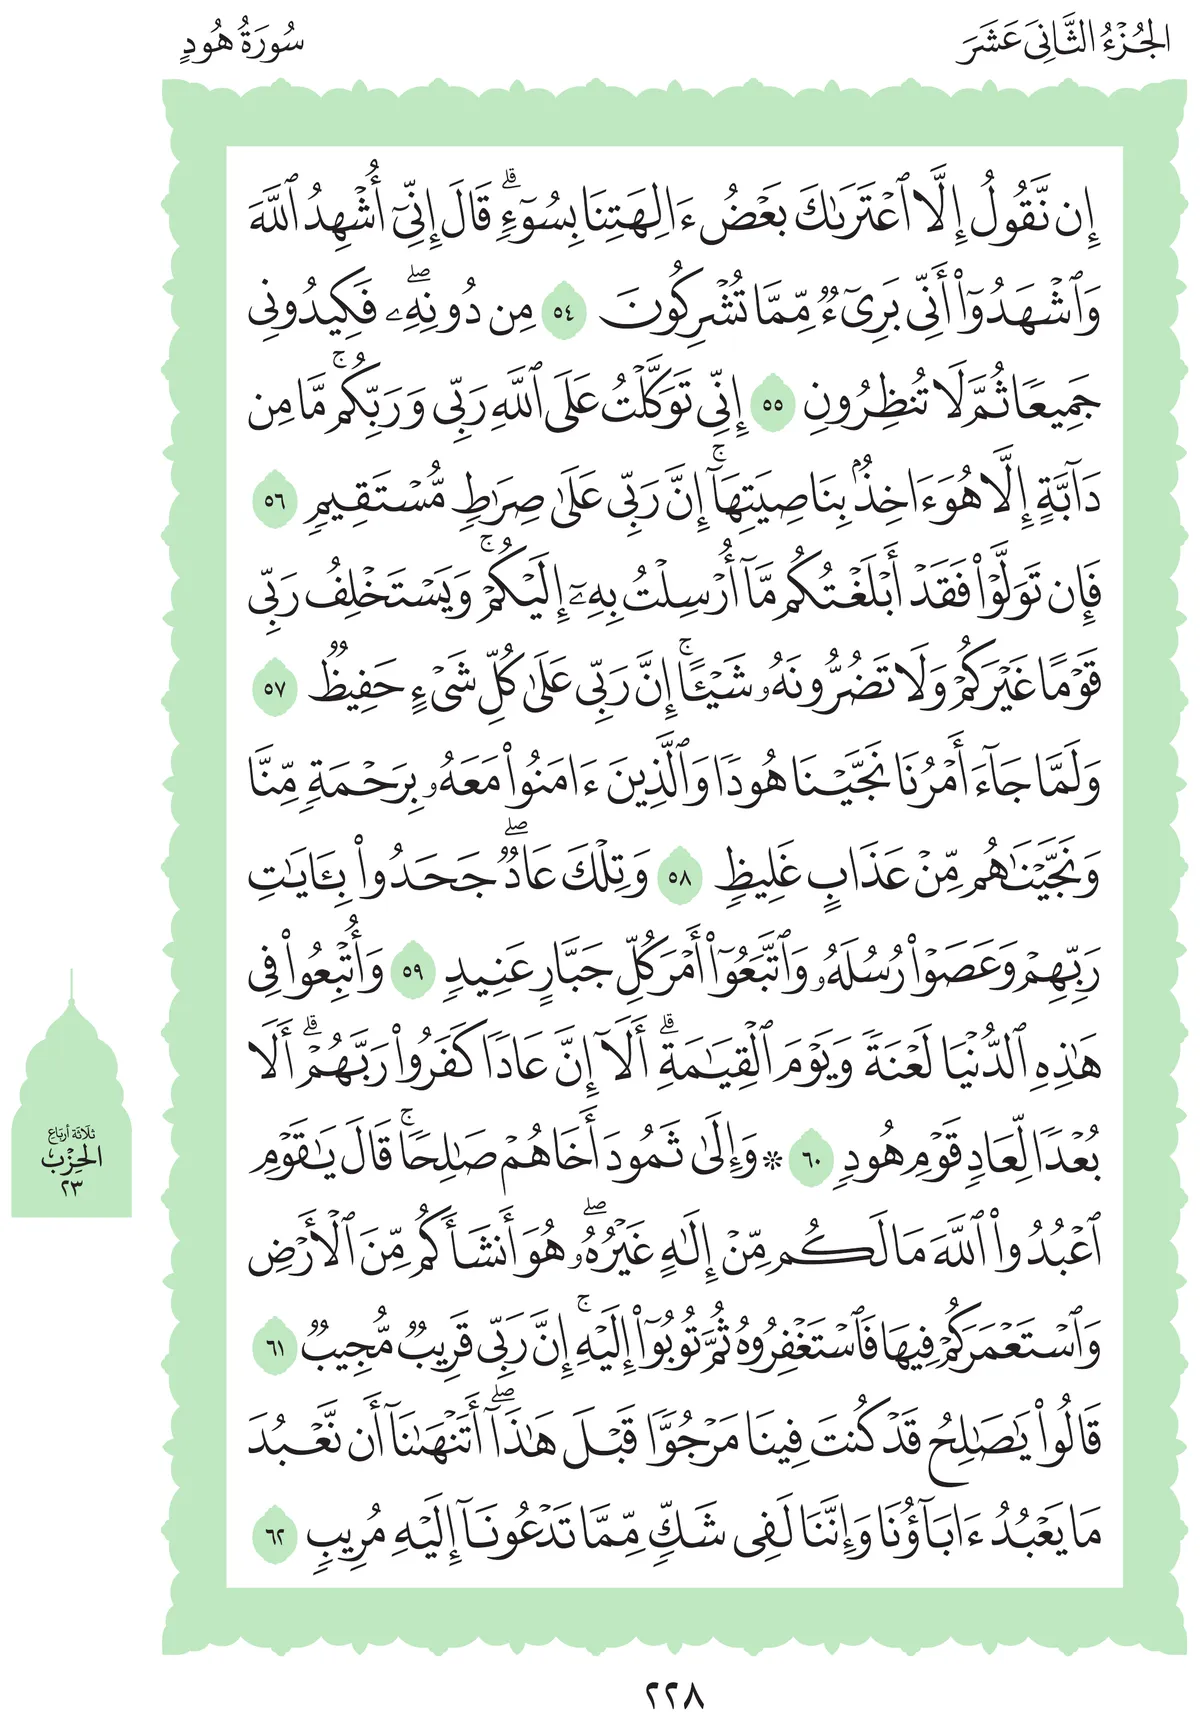 الجُزْءُ الثَّانِىَ عَشَرَ
سُورَةُ هُودٍ
إِن نَّقُولُ إِلَّا ٱعْتَرَىٰكَ بَعْضُ ءَالِهَتِنَا بِسُوٓءٍۗ قَالَ إِنِّىٓ أُشْهِدُ ٱللَّهَ
وَٱشْهَدُوٓا۟ أَنِّى بَرِىٓءٌ مِّمَّا تُشْرِكُونَ ٥٤ مِن دُونِهِۦۖ فَكِيدُونِى
جَمِيعًا ثُمَّ لَا تُنظِرُونِ ٥٥ إِنِّى تَوَكَّلْتُ عَلَى ٱللَّهِ رَبِّى وَرَبِّكُمۚ مَّا مِن
دَآبَّةٍ إِلَّا هُوَ ءَاخِذٌۢ بِنَاصِيَتِهَآۚ إِنَّ رَبِّى عَلَىٰ صِرَٰطٍ مُّسْتَقِيمٍ ٥٦
فَإِن تَوَلَّوْا۟ فَقَدْ أَبْلَغْتُكُم مَّآ أُرْسِلْتُ بِهِۦٓ إِلَيْكُمْۚ وَيَسْتَخْلِفُ رَبِّى
قَوْمًا غَيْرَكُمْ وَلَا تَضُرُّونَهُۥ شَيْـًٔاۚ إِنَّ رَبِّى عَلَىٰ كُلِّ شَىْءٍ حَفِيظٌ ٥٧
وَلَمَّا جَآءَ أَمْرُنَا نَجَّيْنَا هُودًا وَٱلَّذِينَ ءَامَنُوا۟ مَعَهُۥ بِرَحْمَةٍ مِّنَّا
وَنَجَّيْنَٰهُم مِّنْ عَذَابٍ غَلِيظٍ ٥٨ وَتِلْكَ عَادٌۖ جَحَدُوا۟ بِـَٔايَٰتِ
رَبِّهِمْ وَعَصَوْا۟ رُسُلَهُۥ وَٱتَّبَعُوٓا۟ أَمْرَ كُلِّ جَبَّارٍ عَنِيدٍ ٥٩ وَأُتْبِعُوا۟ فِى
هَٰذِهِ ٱلدُّنْيَا لَعْنَةً وَيَوْمَ ٱلْقِيَٰمَةِۗ أَلَآ إِنَّ عَادًا كَفَرُوا۟ رَبَّهُمْۗ أَلَا
بُعْدًا لِّعَادٍ قَوْمِ هُودٍ ٦٠ ۞ وَإِلَىٰ ثَمُودَ أَخَاهُمْ صَٰلِحًاۚ قَالَ يَٰقَوْمِ
ٱعْبُدُوا۟ ٱللَّهَ مَا لَكُم مِّنْ إِلَٰهٍ غَيْرُهُۥۖ هُوَ أَنشَأَكُم مِّنَ ٱلْأَرْضِ
وَٱسْتَعْمَرَكُمْ فِيهَا فَٱسْتَغْفِرُوهُ ثُمَّ تُوبُوٓا۟ إِلَيْهِۚ إِنَّ رَبِّى قَرِيبٌ مُّجِيبٌ ٦١
قَالُوا۟ يَٰصَٰلِحُ قَدْ كُنتَ فِينَا مَرْجُوًّا قَبْلَ هَٰذَآۖ أَتَنْهَىٰنَآ أَن نَّعْبُدَ
مَا يَعْبُدُ ءَابَآؤُنَا وَإِنَّنَا لَفِى شَكٍّ مِّمَّا تَدْعُونَآ إِلَيْهِ مُرِيبٍ ٦٢
ثلاثة أرباع
الحِزْب
٢٣
٢٢٨